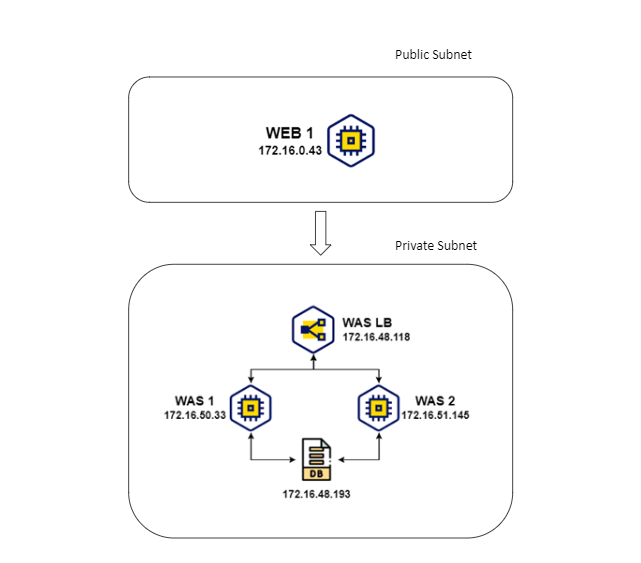 Public Subnet
WEB 1
172.16.0.43
Private Subnet
WAS LB
172.16.48.118
WAS 1
172.16.50.33
WAS 2
172.16.51.145
DB
172.16.48.193